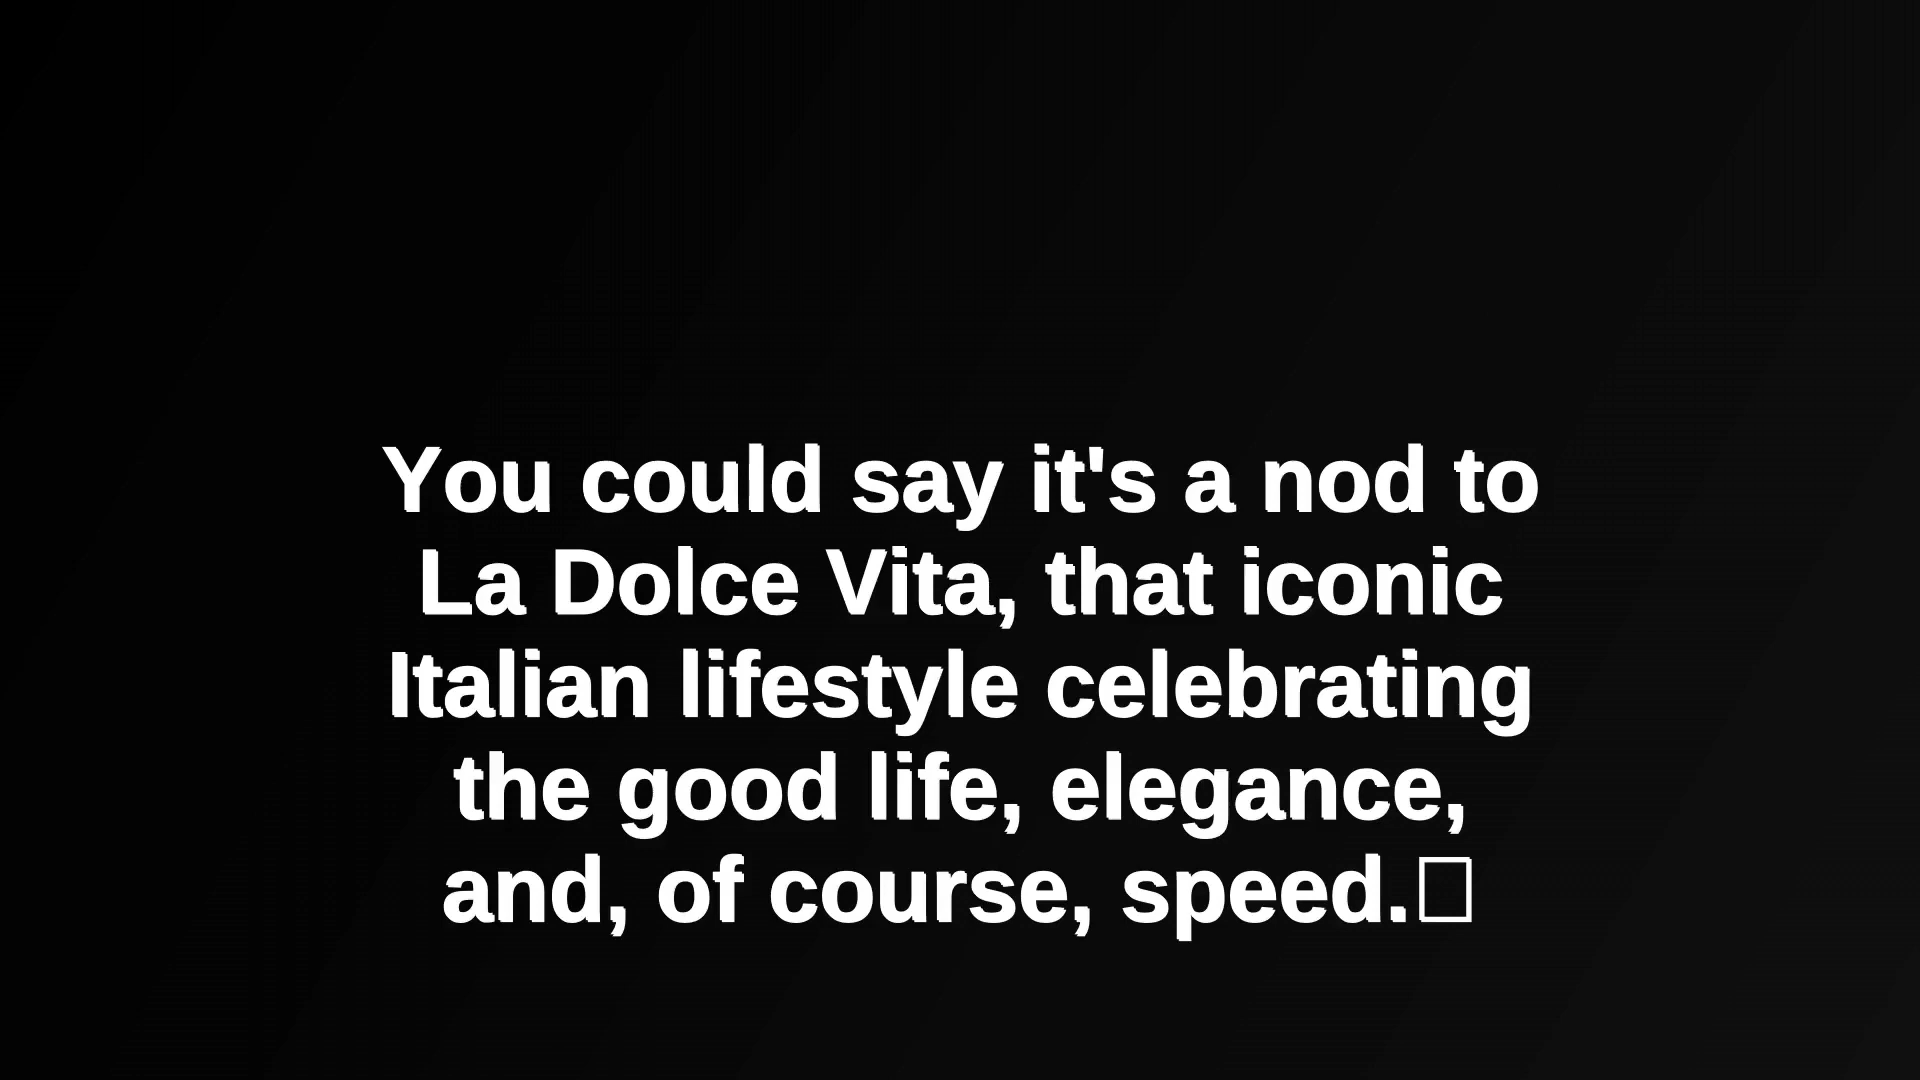 You could say it's a nod to
La Dolce Vita, that iconic
Italian lifestyle celebrating
the good life, elegance,
and, of course, speed.